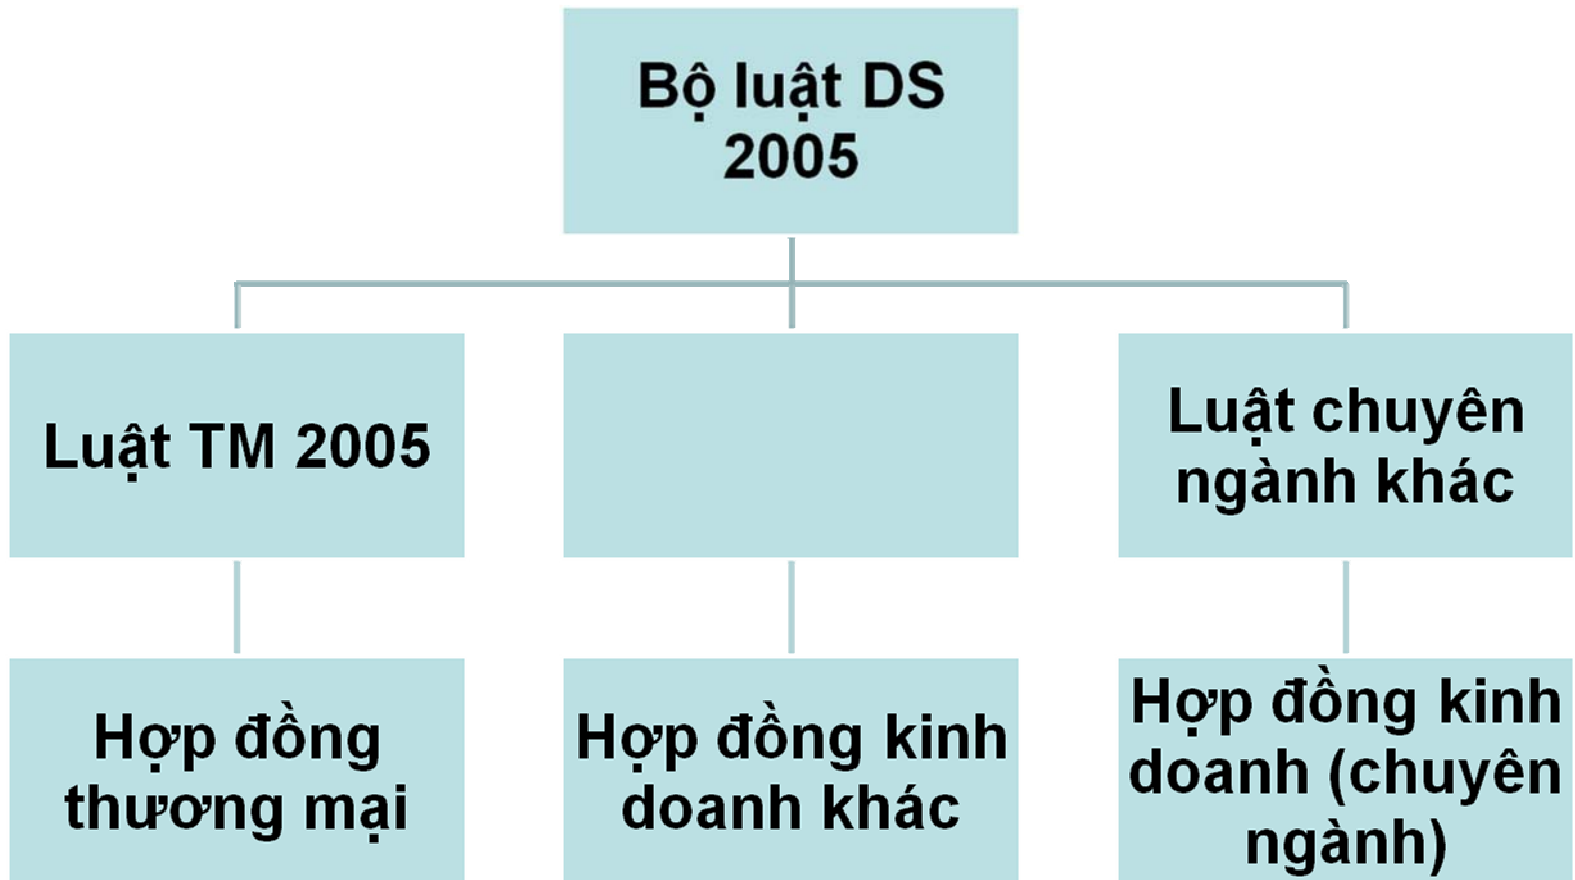 Bộ luật DS
2005
Luật TM 2005
Luật chuyên
ngành khác
Hợp đồng
thương mại
Hợp đồng kinh
doanh khác
Hợp đồng kinh
doanh (chuyên
ngành)